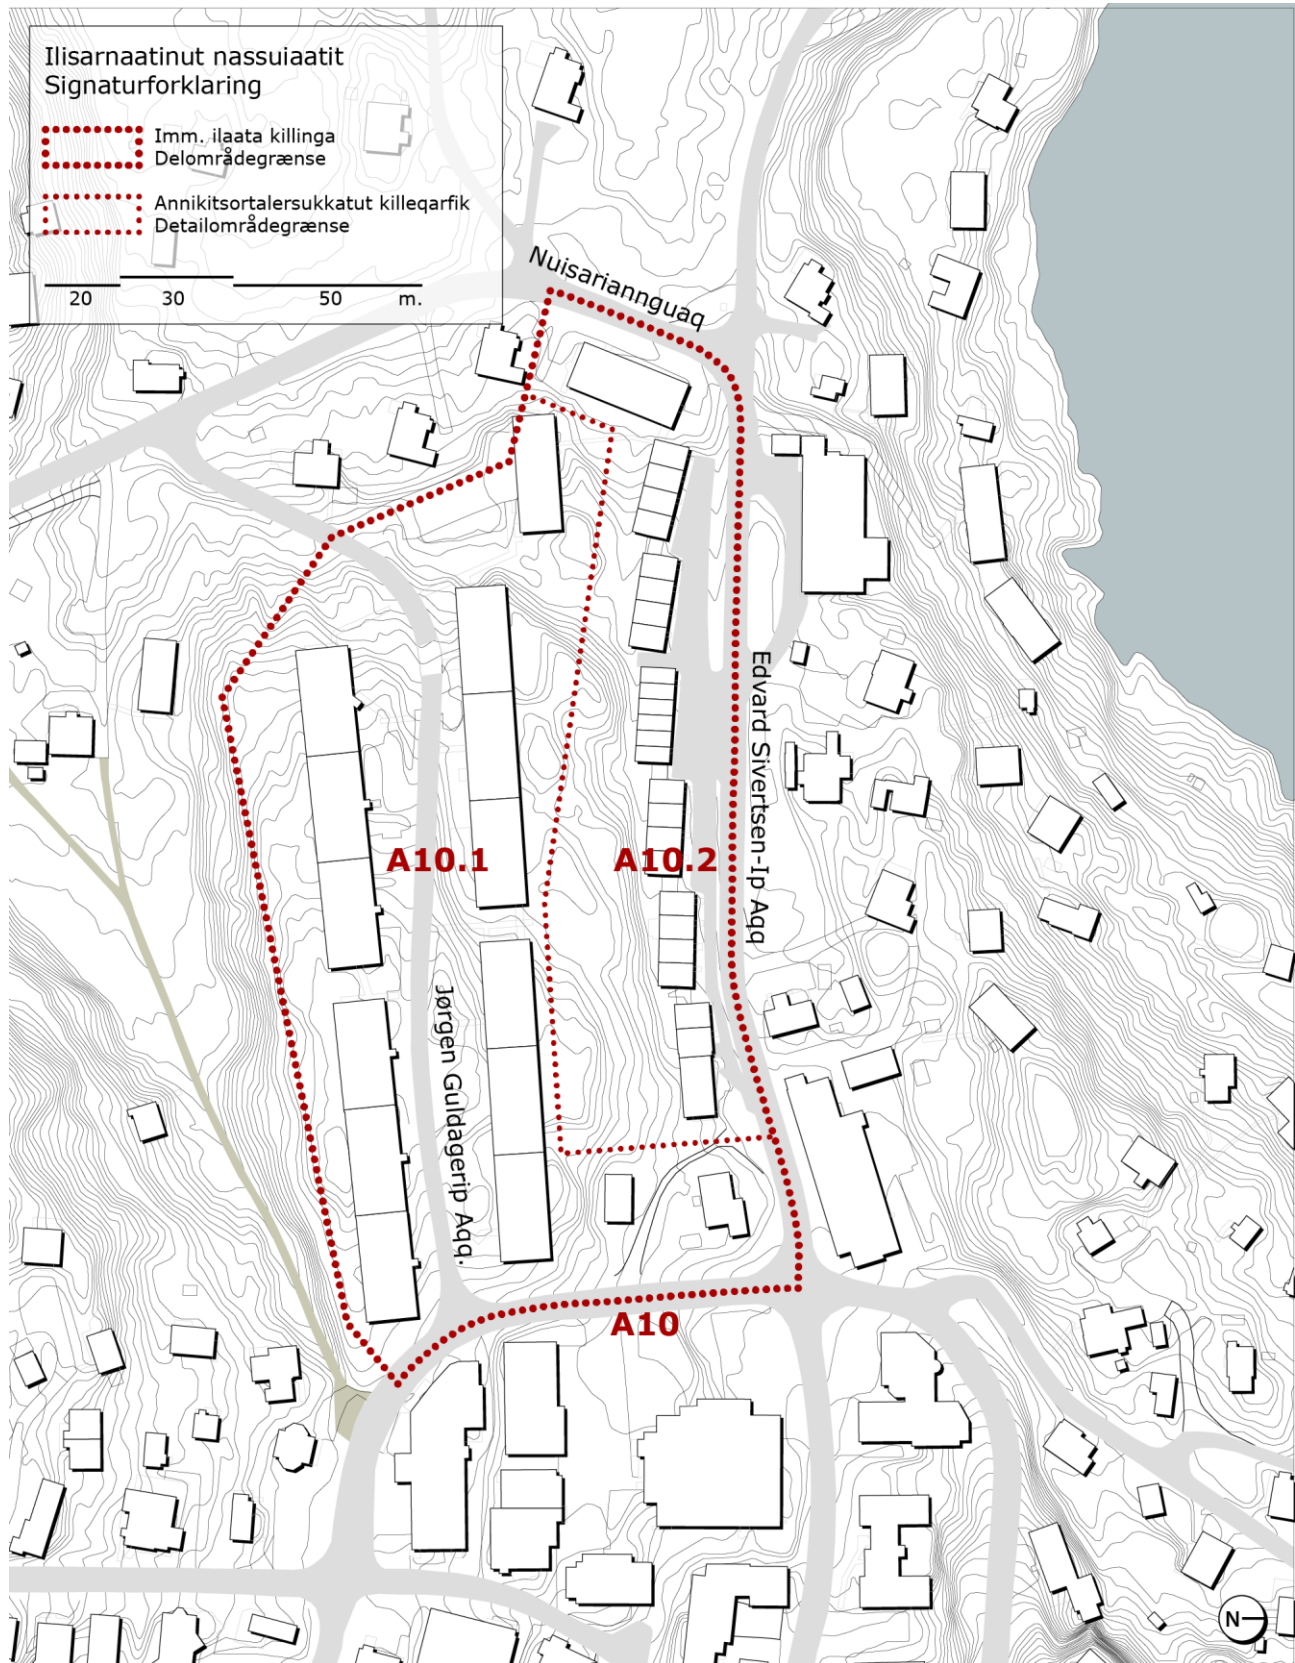 Ilisarnaatinut nassuiaatit
Signaturforklaring
Imm. ilaata killinga
Delområdegrænse
Annikitsortalersukkatut killeqarfik
Detailområdegrænse
20 30 50 m.
Nuisariannguaq
Edvard Sivertsen-Ip Aqq
A10.1
A10.2
Jørgen Guldagerip Aqq.
A10
N